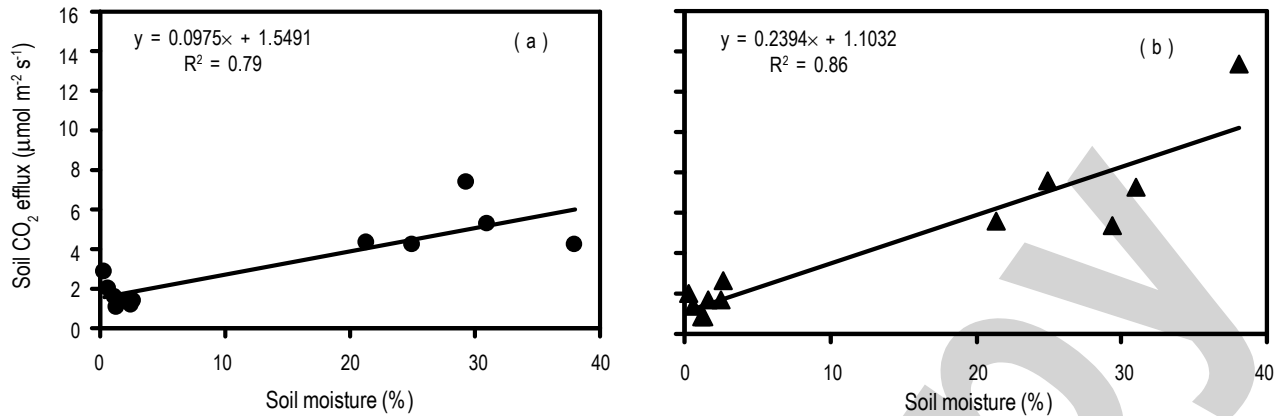 16
14
12
10
8
6
4
2
0
Soil CO₂ efflux (µmol m⁻² s⁻¹)
y = 0.0975× + 1.5491
R² = 0.79
( a )
0 10 20 30 40
Soil moisture (%)
y = 0.2394× + 1.1032
R² = 0.86
( b )
0 10 20 30 40
Soil moisture (%)